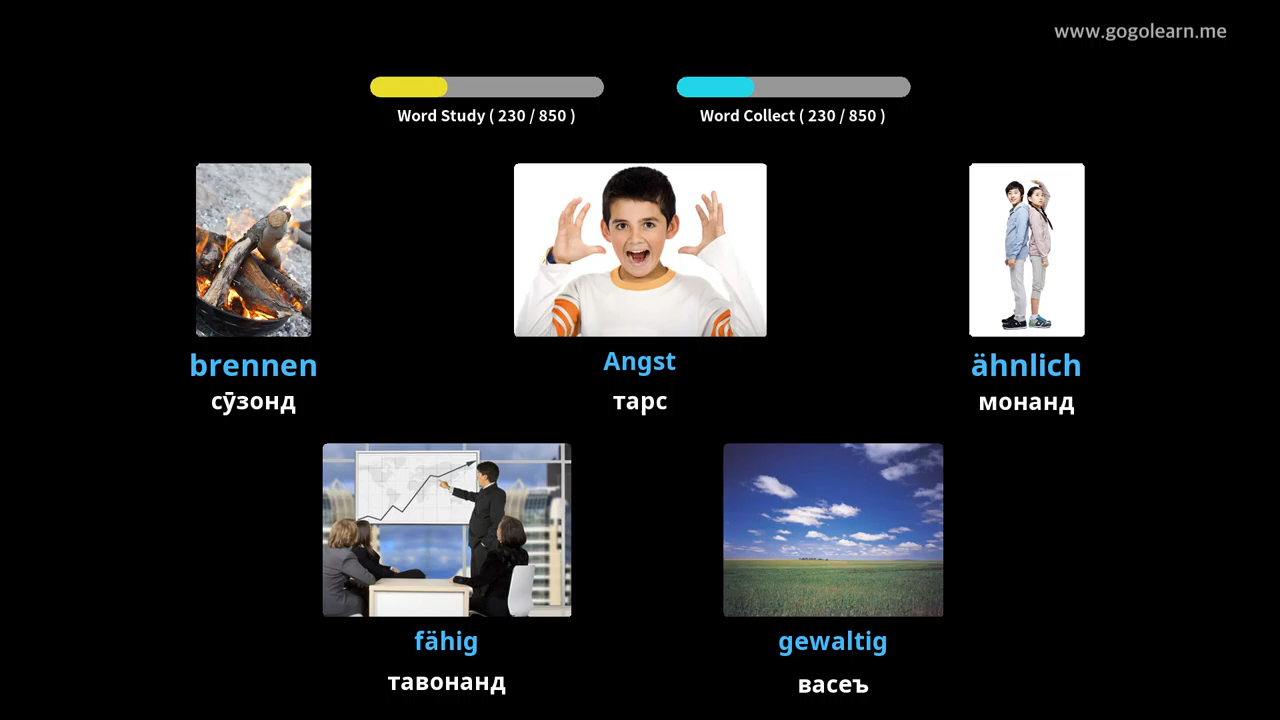 www.gogolearn.me
Word Study ( 230 / 850 )
Word Collect ( 230 / 850 )
brennen
сӯзонд
Angst
тарс
ähnlich
монанд
fähig
тавонанд
gewaltig
васеъ